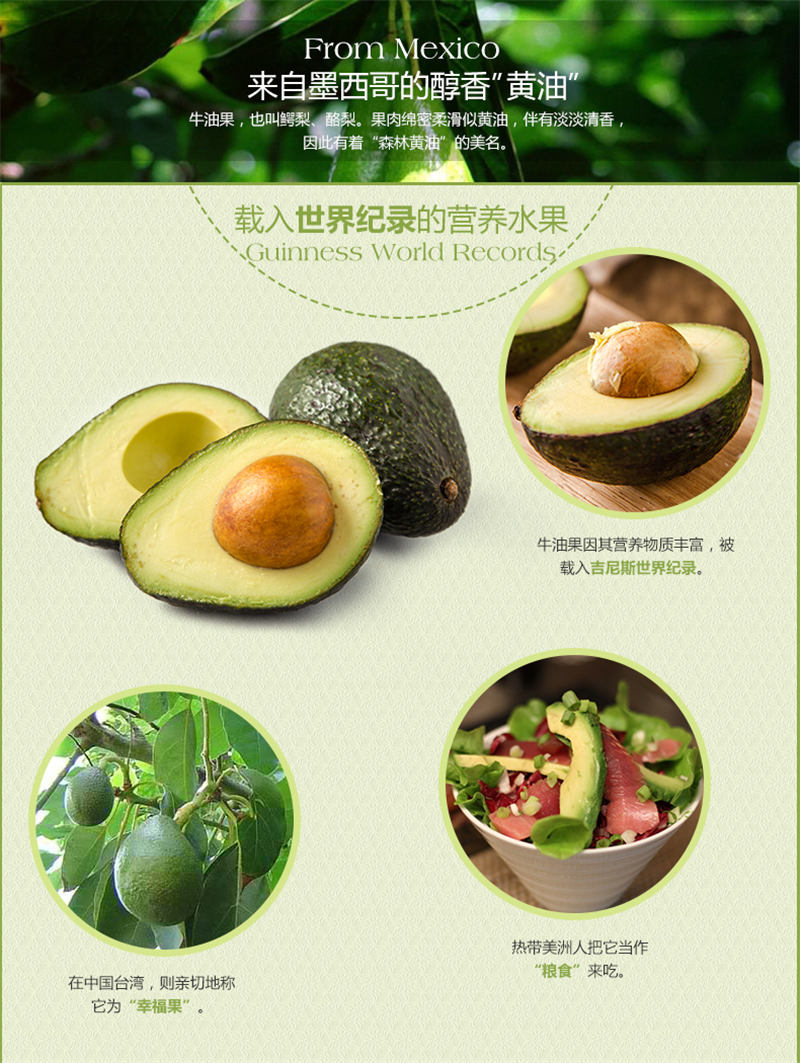 From Mexico
来自墨西哥的醇香“黄油”
牛油果，也叫鳄梨、酪梨。果肉绵密柔滑似黄油，伴有淡淡清香，
因此有着“森林黄油”的美名。
载入世界纪录的营养水果
Guinness World Records
牛油果因其营养物质丰富，被
载入吉尼斯世界纪录。
热带美洲人把它当作
“粮食”来吃。
在中国台湾，则亲切地称
它为“幸福果”。